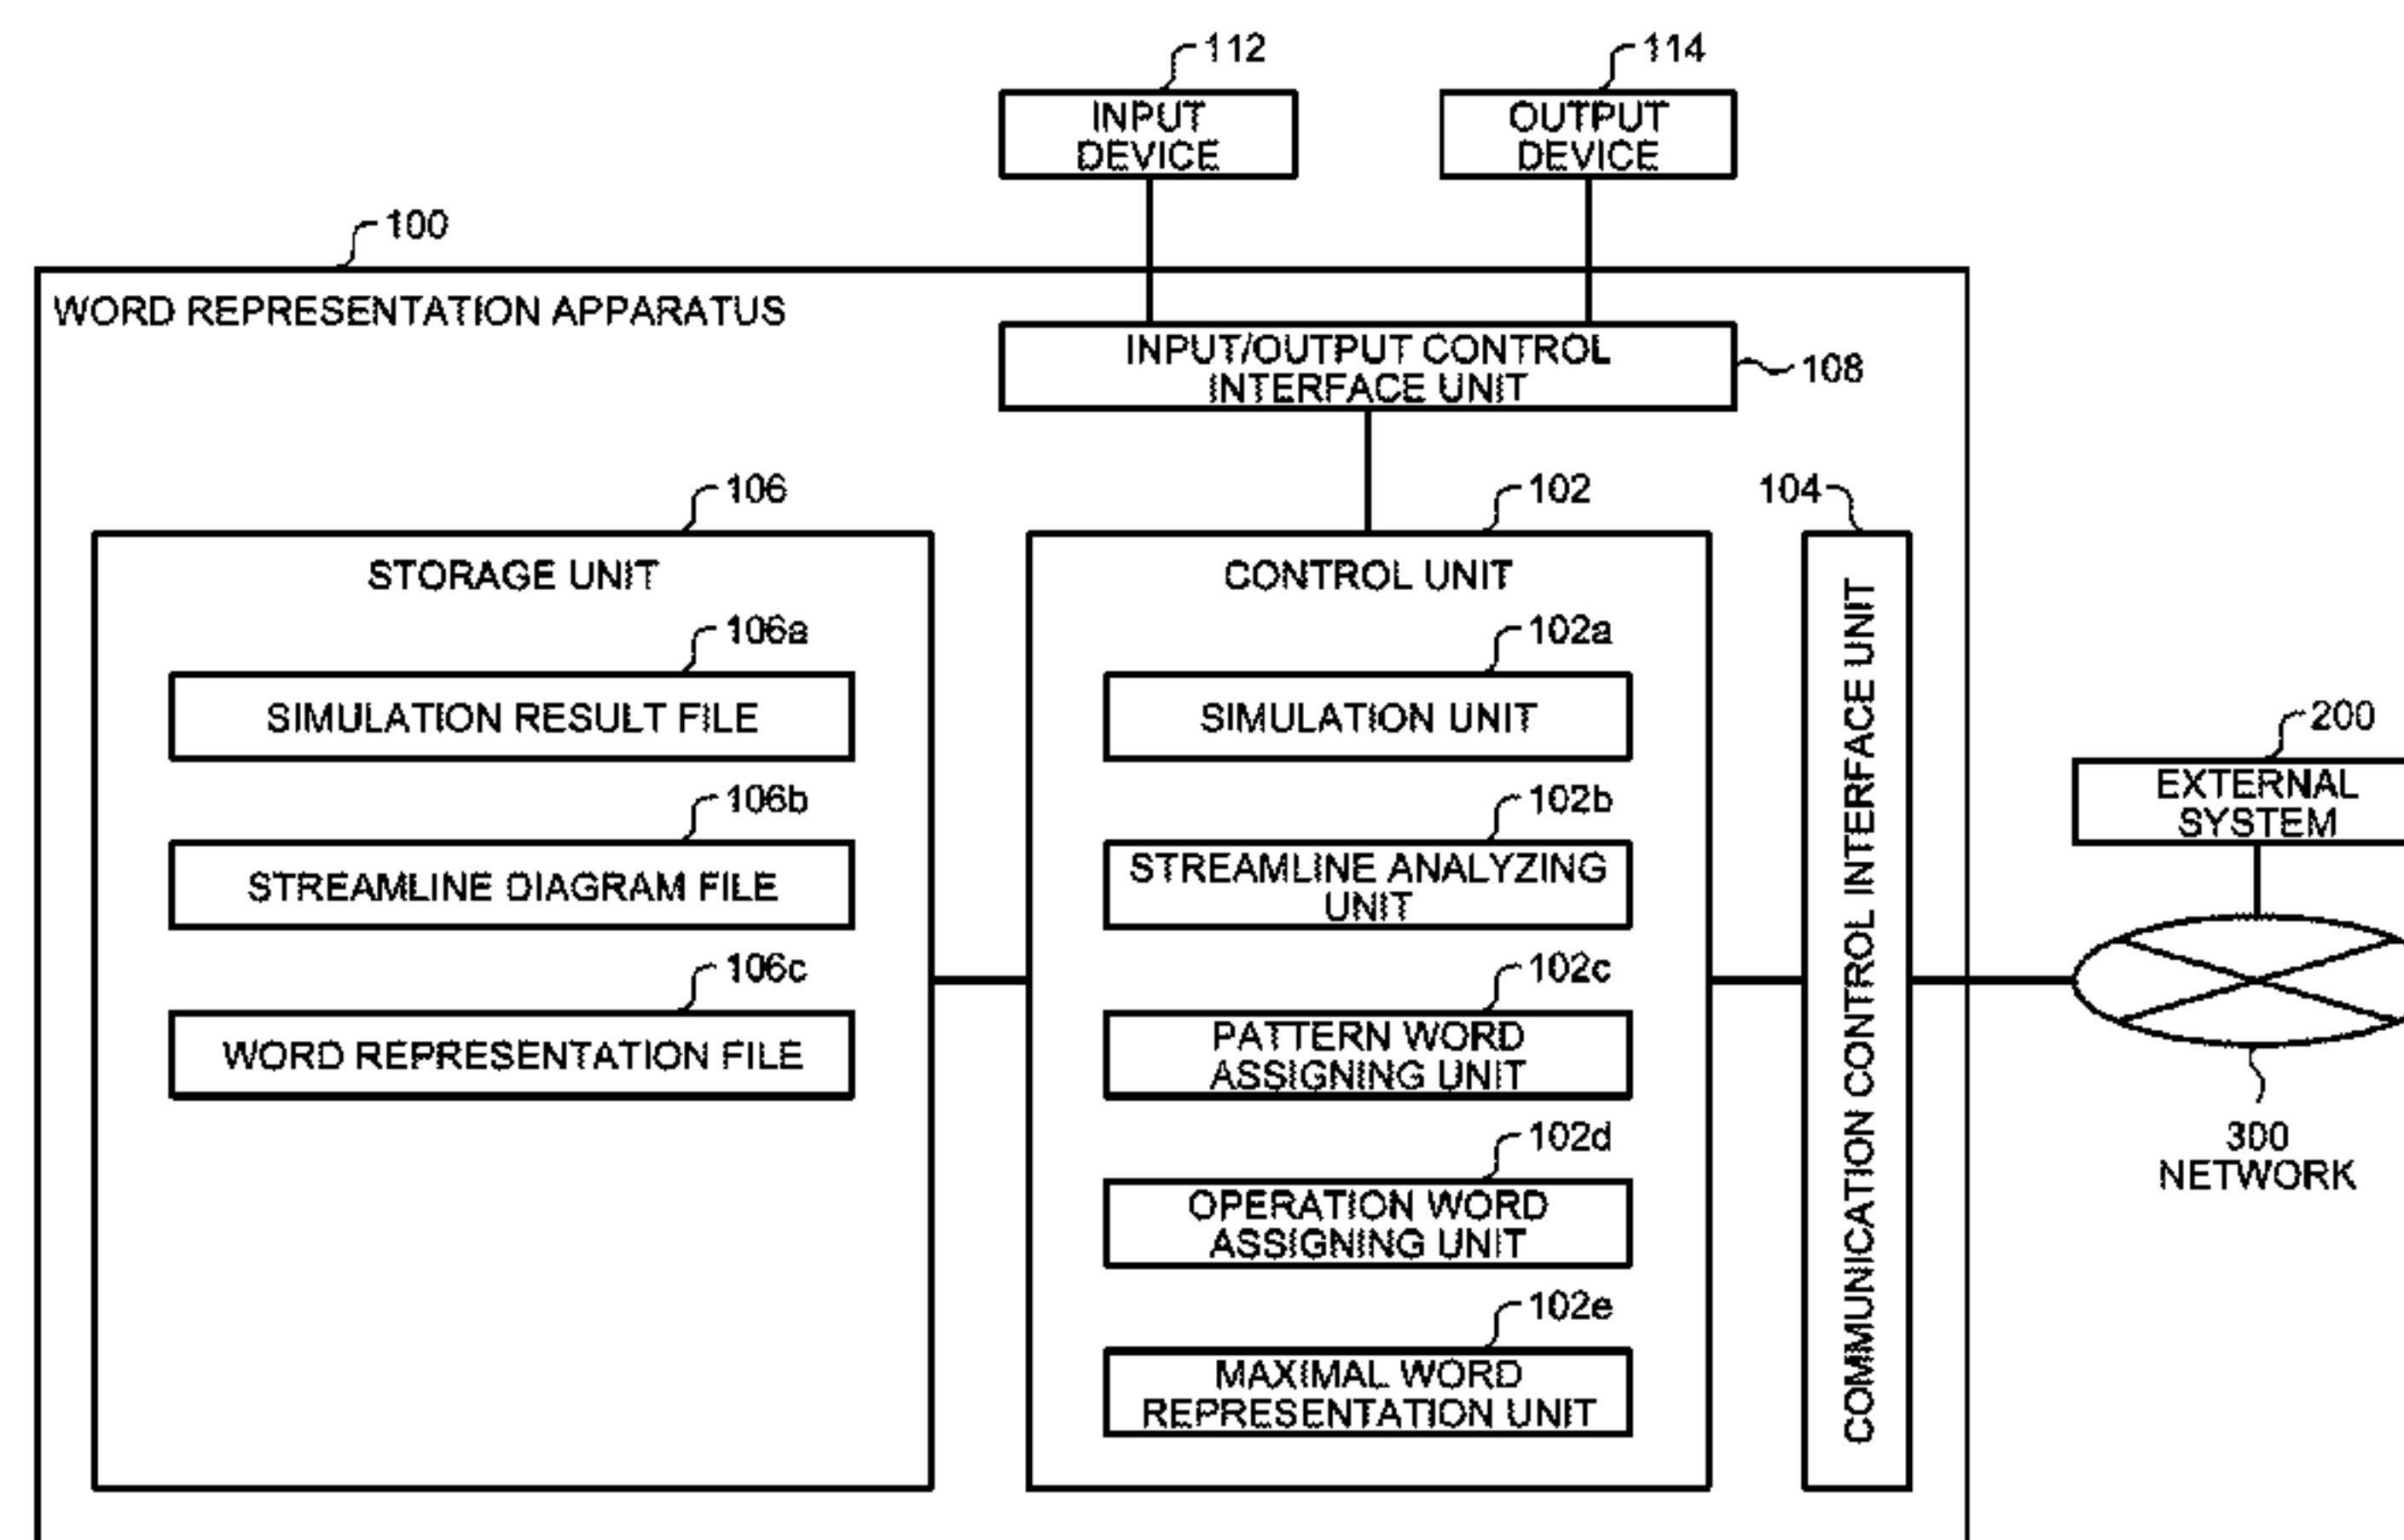 112
114
INPUT
DEVICE
OUTPUT
DEVICE
100
WORD REPRESENTATION APPARATUS
INPUT/OUTPUT CONTROL
INTERFACE UNIT
108
106
102
104
STORAGE UNIT
CONTROL UNIT
106a
SIMULATION RESULT FILE
106b
STREAMLINE DIAGRAM FILE
106c
WORD REPRESENTATION FILE
102a
SIMULATION UNIT
102b
STREAMLINE ANALYZING
UNIT
102c
PATTERN WORD
ASSIGNING UNIT
102d
OPERATION WORD
ASSIGNING UNIT
102e
MAXIMAL WORD
REPRESENTATION UNIT
COMMUNICATION CONTROL INTERFACE UNIT
200
EXTERNAL
SYSTEM
300
NETWORK